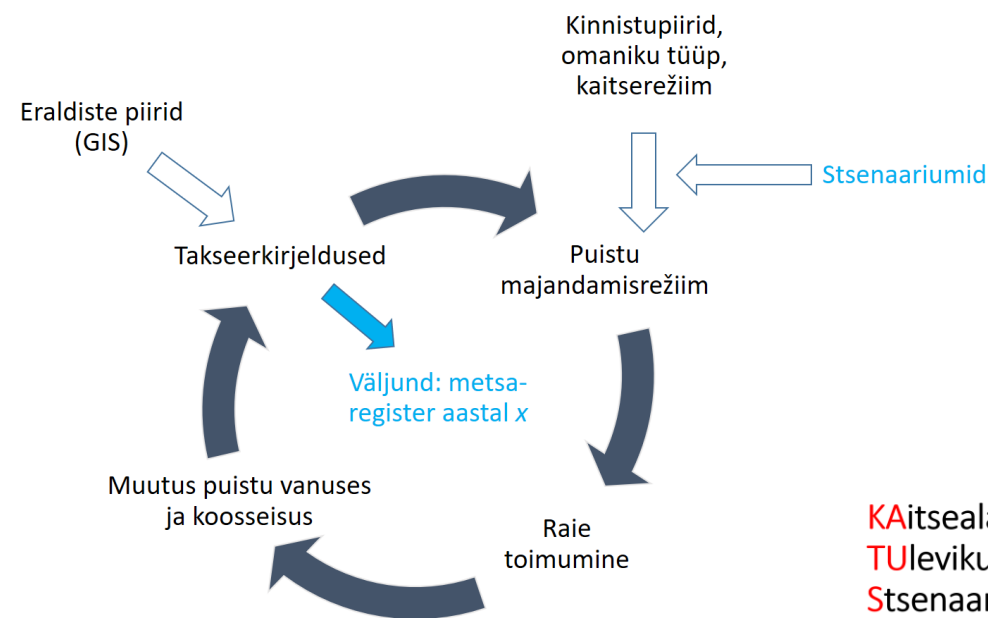 Kinnistupiirid,
omaniku tüüp,
kaitserežiim
Eraldiste piirid
(GIS)
Stsenaariumid
Takseerkirjeldused
Puistu
majandamisrežiim
Väljund: metsa-
register aastal x
Muutus puistu vanuses
ja koosseisus
Raie
toimumine
KAitseala
TUleviku
Stsenaar